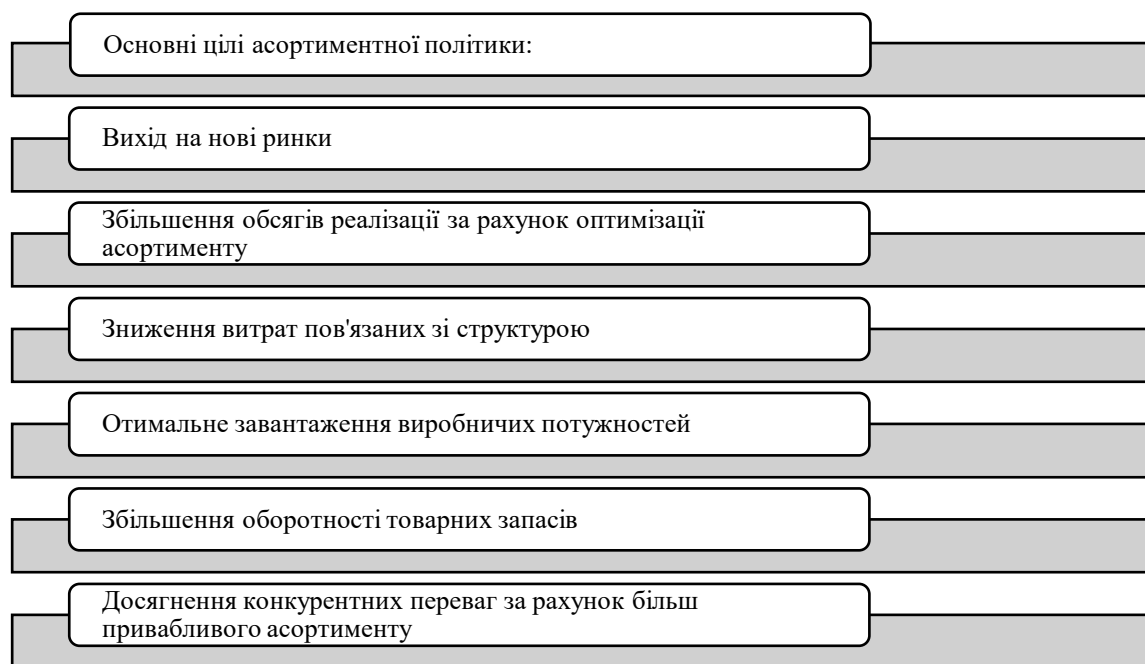 Основні цілі асортиментної політики:
Вихід на нові ринки
Збільшення обсягів реалізації за рахунок оптимізації
асортименту
Зниження витрат пов'язаних зі структурою
Отимальне завантаження виробничих потужностей
Збільшення оборотності товарних запасів
Досягнення конкурентних переваг за рахунок більш
привабливого асортименту